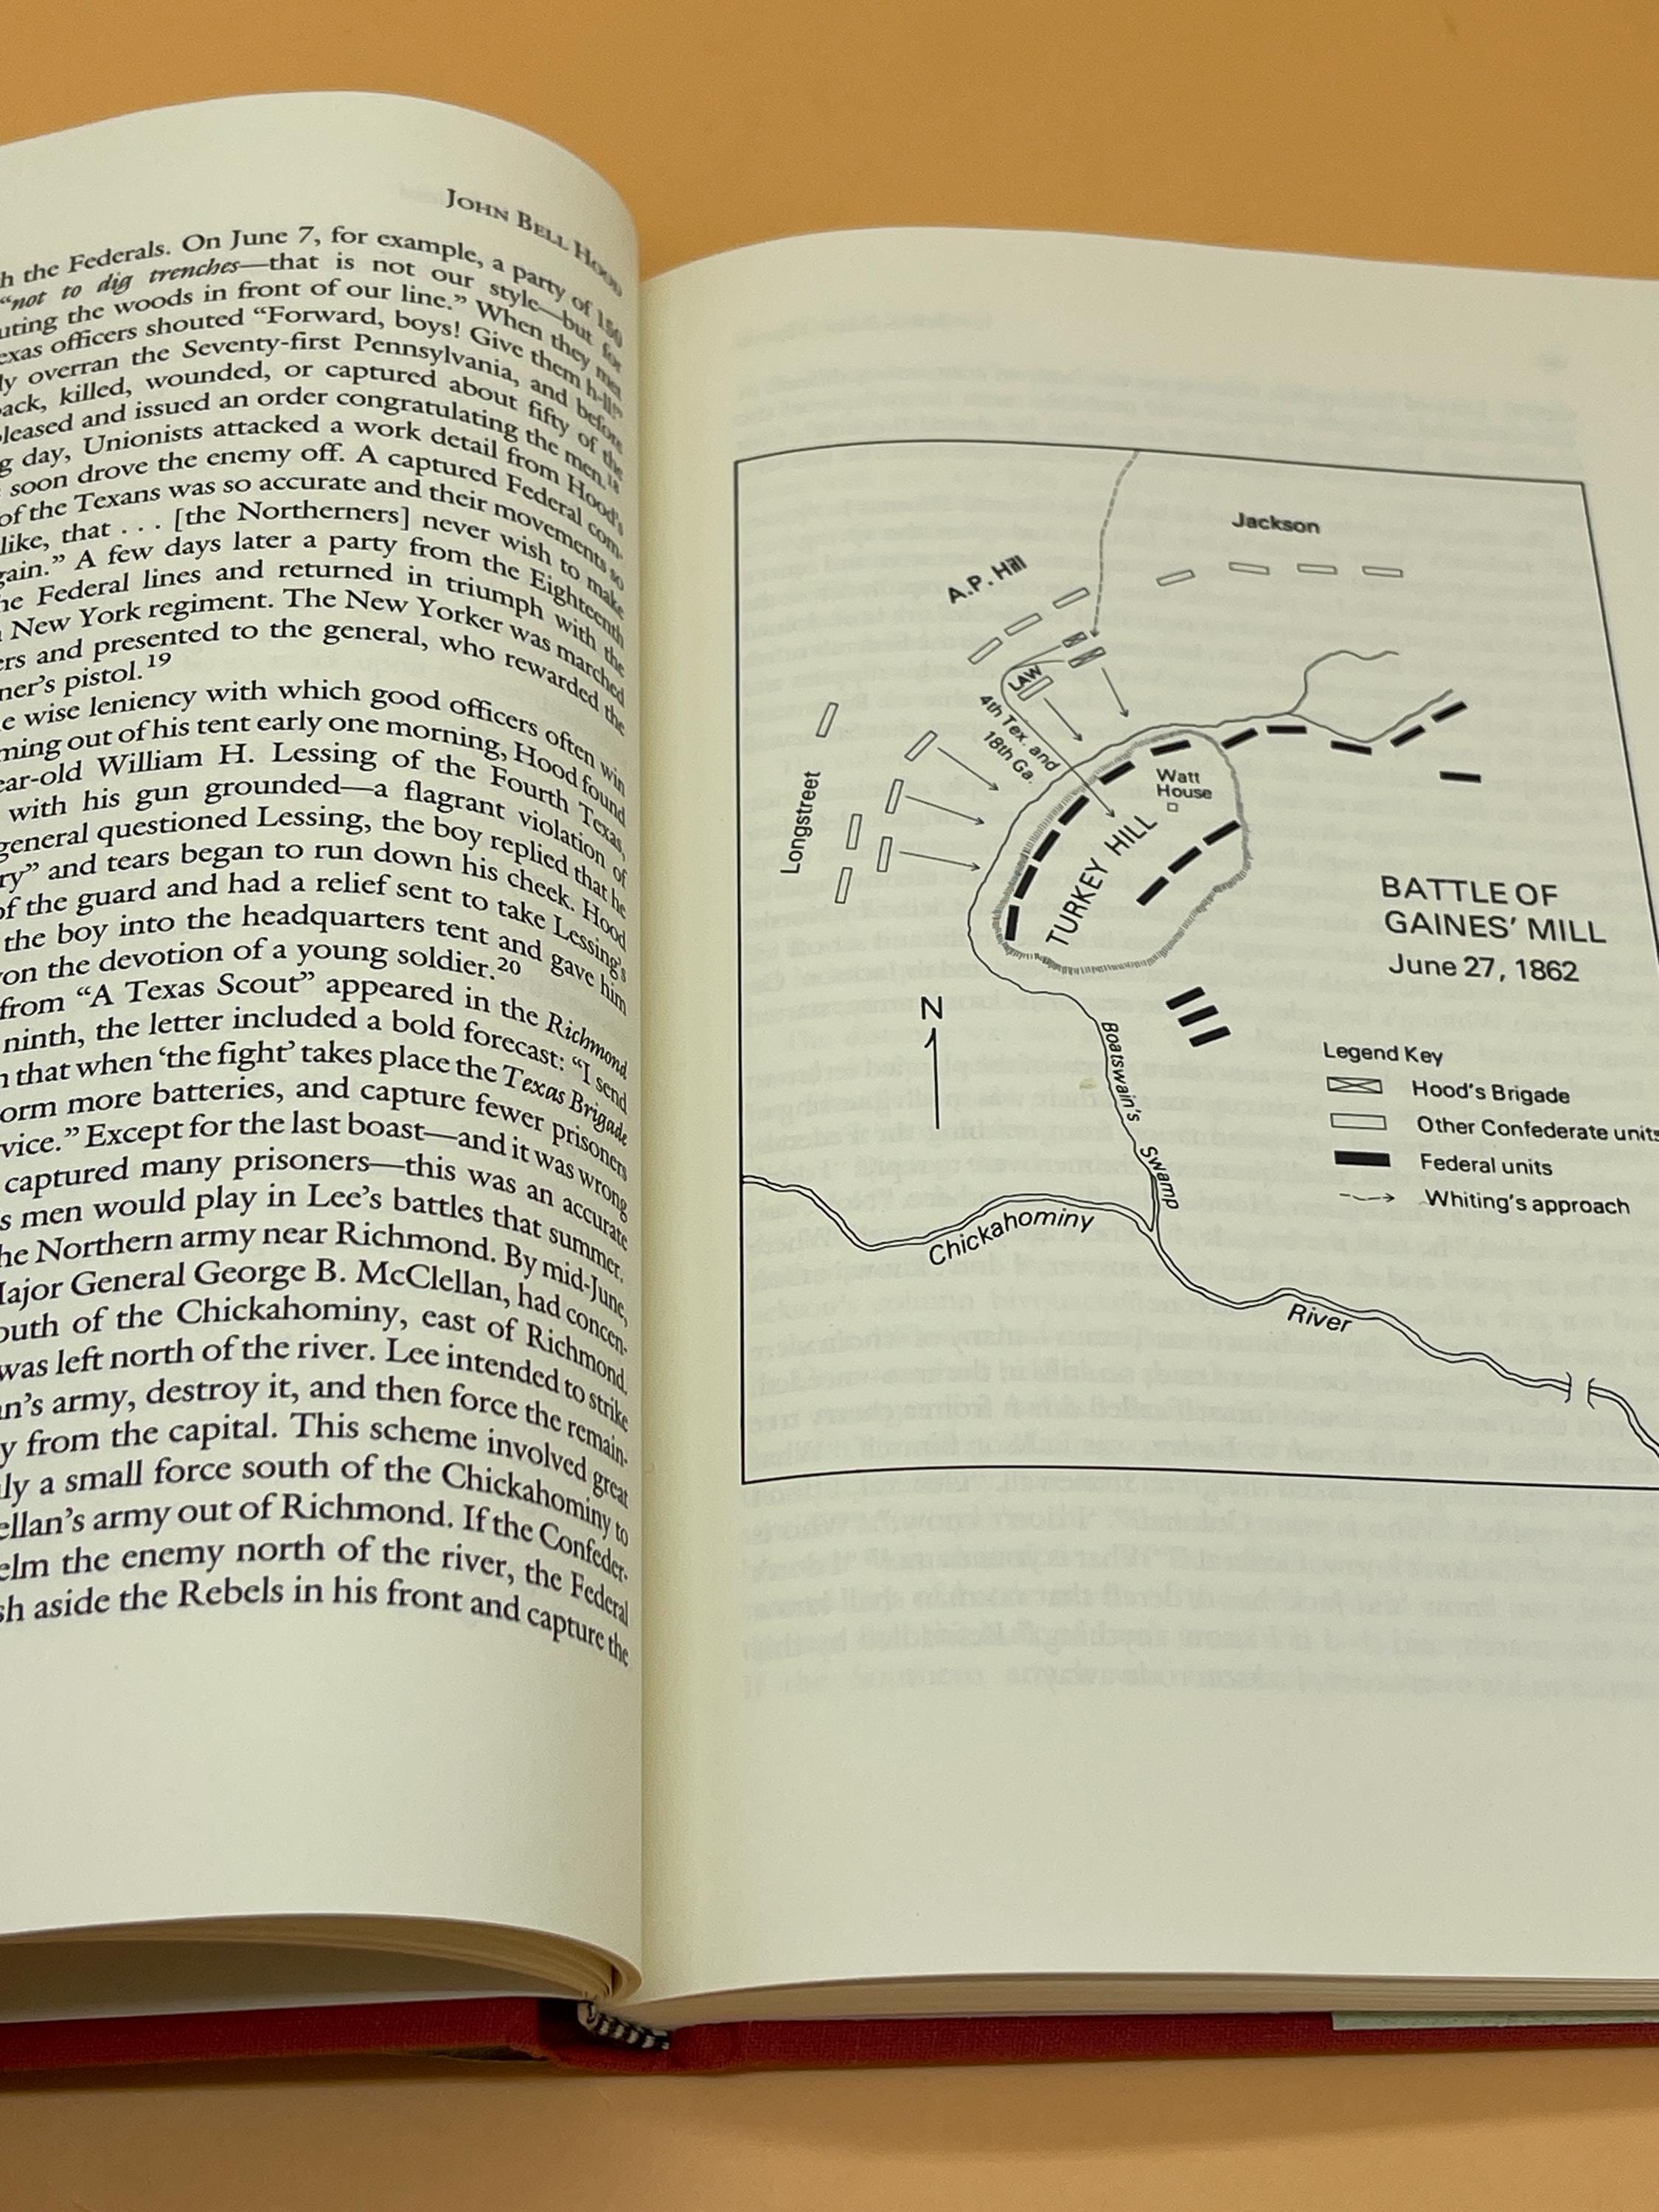 JOHN BELL HOOD
h the Federals. On June 7, for example, a party of 150
“not to dig trenches—that is not our style—but for
uting the woods in front of our line.” When they met
exas officers shouted “Forward, boys! Give them h-ll!”
ly overran the Seventy-first Pennsylvania, and before
ack, killed, wounded, or captured about fifty of the
leased and issued an order congratulating the men.18
g day, Unionists attacked a work detail from Hood’s
soon drove the enemy off. A captured Federal com-
of the Texans was so accurate and their movements so
like, that . . . [the Northerners] never wish to make
gain.” A few days later a party from the Eighteenth
he Federal lines and returned in triumph with the
New York regiment. The New Yorker was marched
ers and presented to the general, who rewarded the
ner’s pistol.19
e wise leniency with which good officers often win
ming out of his tent early one morning, Hood found
ear-old William H. Lessing of the Fourth Texas,
with his gun grounded—a flagrant violation of
general questioned Lessing, the boy replied that he
ry” and tears began to run down his cheek. Hood
of the guard and had a relief sent to take Lessing’s
the boy into the headquarters tent and gave him
on the devotion of a young soldier.20
from “A Texas Scout” appeared in the Richmond
ninth, the letter included a bold forecast: “I send
n that when ‘the fight’ takes place the Texas Brigade
orm more batteries, and capture fewer prisoners
vice.” Except for the last boast—and it was wrong
captured many prisoners—this was an accurate
s men would play in Lee’s battles that summer.
he Northern army near Richmond. By mid-June,
Major General George B. McClellan, had concen-
outh of the Chickahominy, east of Richmond.
was left north of the river. Lee intended to strike
an’s army, destroy it, and then force the remain-
y from the capital. This scheme involved great
ly a small force south of the Chickahominy to
ellan’s army out of Richmond. If the Confeder-
elm the enemy north of the river, the Federal
sh aside the Rebels in his front and capture the
Jackson
A.P. Hill
LAW
4th Tex. and
18th Ga.
Longstreet
Watt
House
TURKEY HILL
BATTLE OF
GAINES’ MILL
June 27, 1862
N
Boatswain’s
Swamp
Legend Key
Hood’s Brigade
Other Confederate units
Federal units
Whiting’s approach
Chickahominy
River